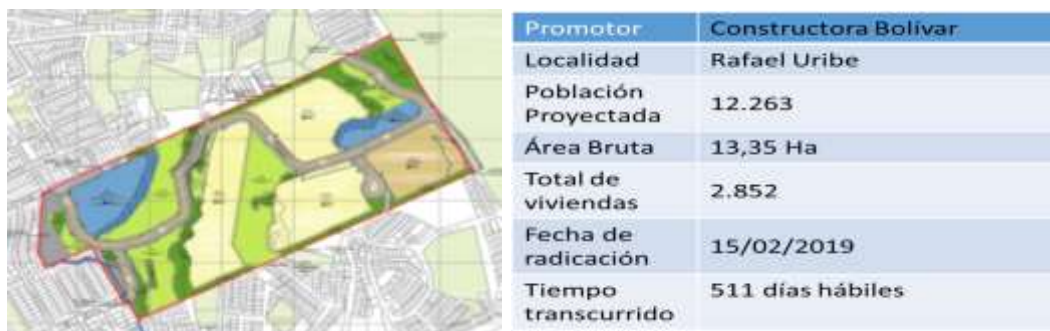 Promotor Constructora Bolívar
Localidad Rafael Uribe
Población
Proyectada 12.263
Área Bruta 13,35 Ha
Total de
viviendas 2.852
Fecha de
radicación 15/02/2019
Tiempo
transcurrido 511 días hábiles